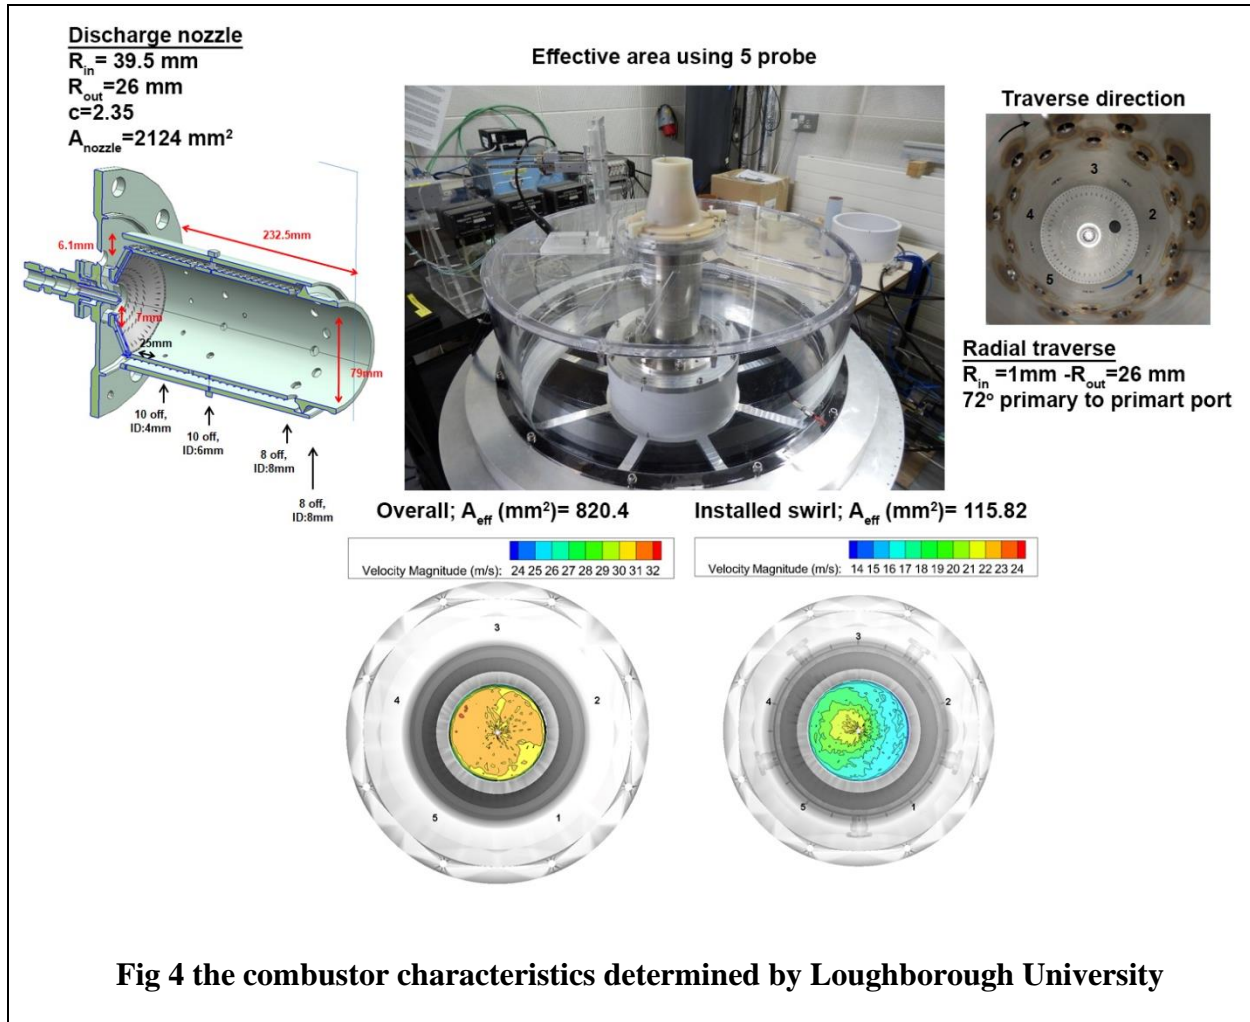 Discharge nozzle
Rin= 39.5 mm
Rout=26 mm
c=2.35
Anozzle=2124 mm²
Effective area using 5 probe
Traverse direction
3
4
2
5
1
232.5mm
6.1mm
7mm
25mm
79mm
10 off,
ID:4mm
10 off,
ID:6mm
8 off,
ID:8mm
8 off,
ID:8mm
Radial traverse
Rin =1mm -Rout=26 mm
72o primary to primart port
Overall; Aeff (mm²)= 820.4
Velocity Magnitude (m/s): 24 25 26 27 28 29 30 31 32
3
4
2
5
1
Installed swirl; Aeff (mm²)= 115.82
Velocity Magnitude (m/s): 14 15 16 17 18 19 20 21 22 23 24
3
4
2
5
1
Fig 4 the combustor characteristics determined by Loughborough University